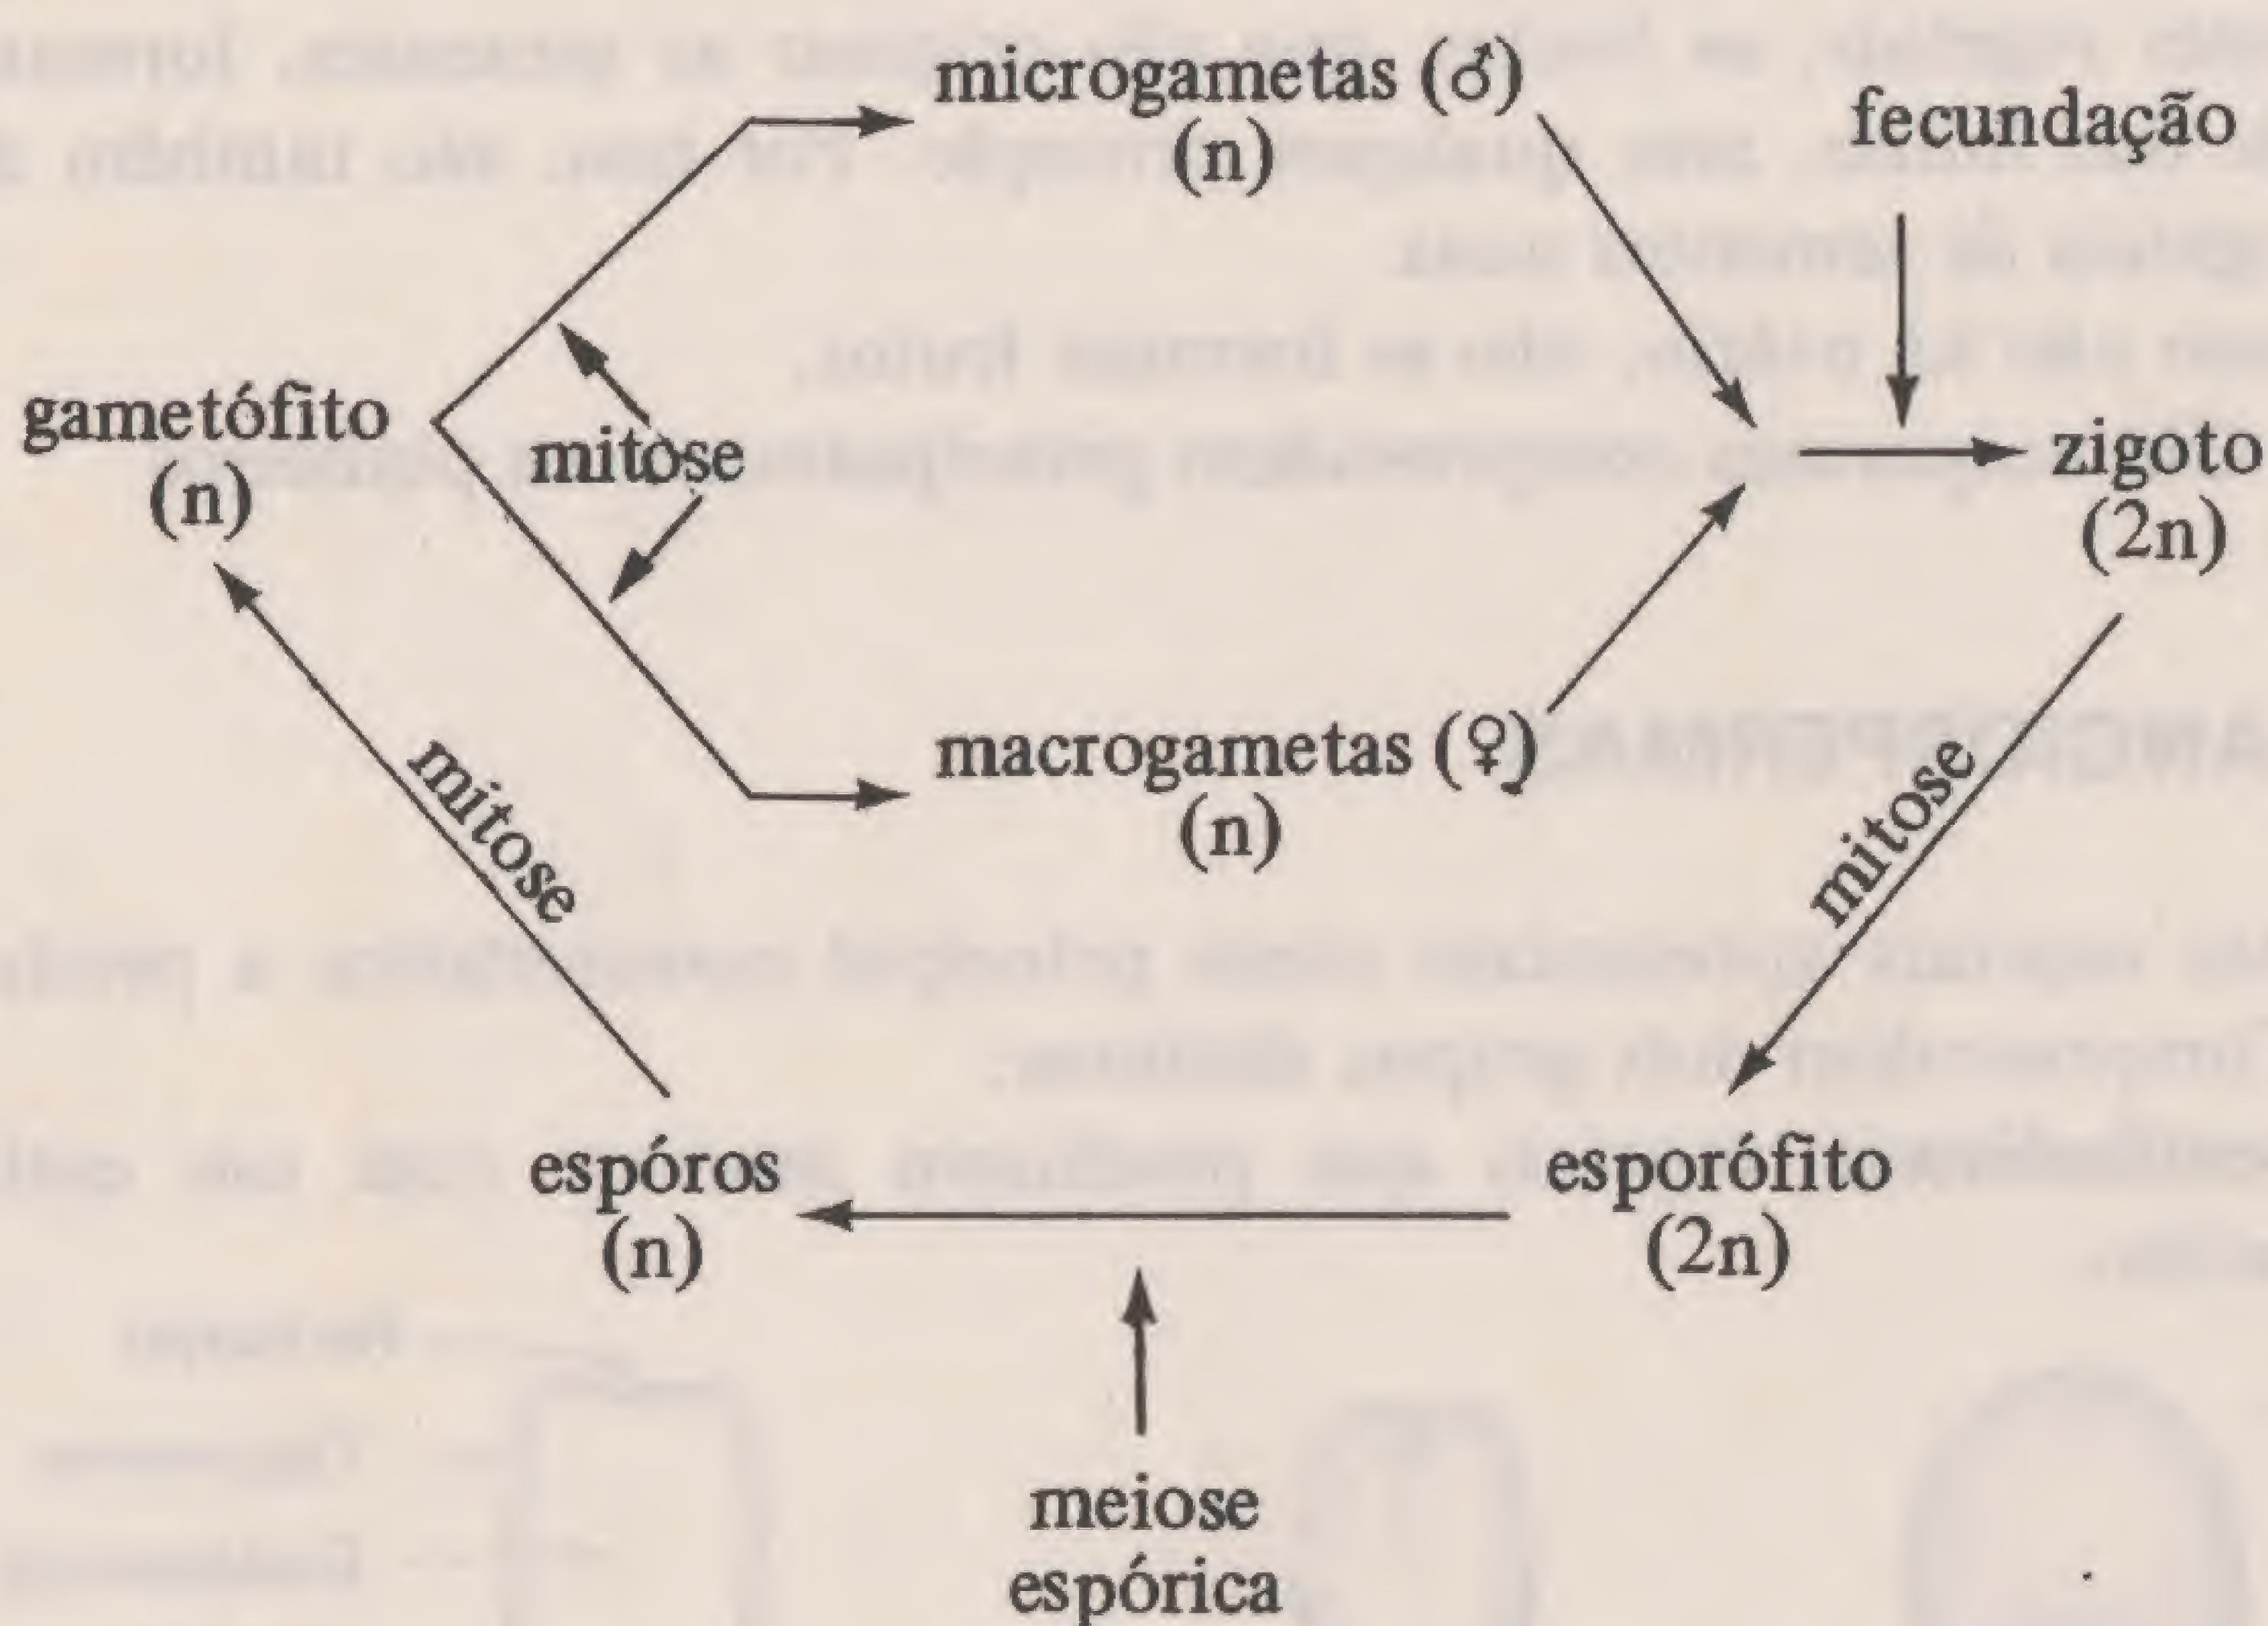 microgametas (♂)
(n)
fecundação
gametófito
(n)
mitose
zigoto
(2n)
macrogametas (♀)
(n)
mitose
mitose
espóros
(n)
esporófito
(2n)
meiose
espórica